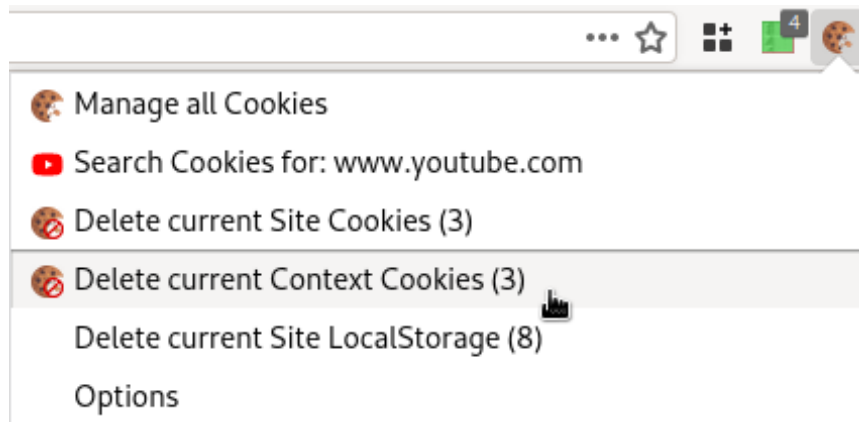 4
Manage all Cookies
Search Cookies for: www.youtube.com
Delete current Site Cookies (3)
Delete current Context Cookies (3)
Delete current Site LocalStorage (8)
Options